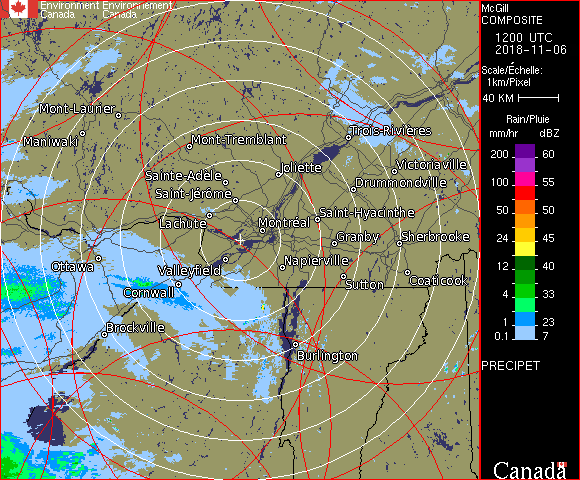 Environment Environnement
Canada Canada
McGill
COMPOSITE
1200 UTC
2018-11-06
Scale/Échelle:
1km/Pixel
40 KM
Rain/Pluie
mm/hr dBZ
200 60
100 55
50 50
24 45
12 40
8 33
4 30
1 23
0.1 7
PRECIPET
Canada
Mont-Laurier
Maniwaki
Mont-Tremblant
Trois-Rivières
Joliette
Victoriaville
Sainte-Adèle
Drummondville
Saint-Jérôme
Lachute
Saint-Hyacinthe
Montréal
Granby
Sherbrooke
Ottawa
Valleyfield
Napierville
Cornwall
Sutton
Coaticook
Brockville
Burlington